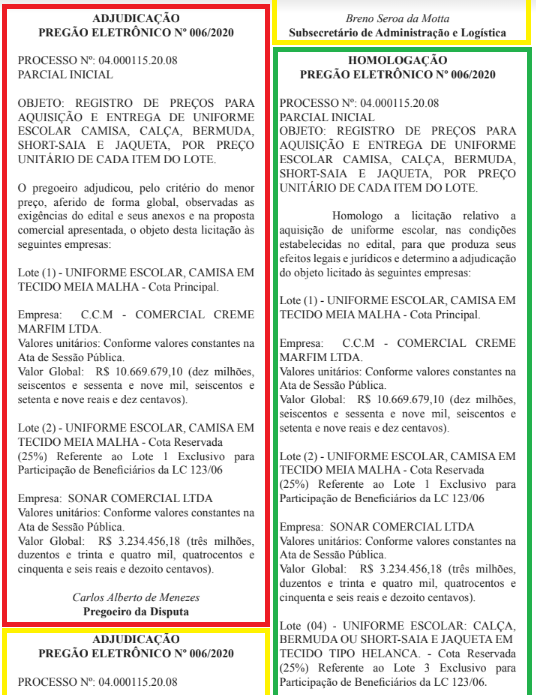 ADJUDICAÇÃO
PREGÃO ELETRÔNICO Nº 006/2020
PROCESSO Nº: 04.000115.20.08
PARCIAL INICIAL
OBJETO: REGISTRO DE PREÇOS PARA
AQUISIÇÃO E ENTREGA DE UNIFORME
ESCOLAR CAMISA, CALÇA, BERMUDA,
SHORT-SAIA E JAQUETA, POR PREÇO
UNITÁRIO DE CADA ITEM DO LOTE.
O pregoeiro adjudicou, pelo critério do menor
preço, aferido de forma global, observadas as
exigências do edital e seus anexos e na proposta
comercial apresentada, o objeto desta licitação às
seguintes empresas:
Lote (1) - UNIFORME ESCOLAR, CAMISA EM
TECIDO MEIA MALHA - Cota Principal.
Empresa: C.C.M - COMERCIAL CREME
MARFIM LTDA.
Valores unitários: Conforme valores constantes na
Ata de Sessão Pública.
Valor Global: R$ 10.669.679,10 (dez milhões,
seiscentos e sessenta e nove mil, seiscentos e
setenta e nove reais e dez centavos).
Lote (2) - UNIFORME ESCOLAR, CAMISA EM
TECIDO MEIA MALHA - Cota Reservada
(25%) Referente ao Lote 1 Exclusivo para
Participação de Beneficiários da LC 123/06
Empresa: SONAR COMERCIAL LTDA
Valores unitários: Conforme valores constantes na
Ata de Sessão Pública.
Valor Global: R$ 3.234.456,18 (três milhões,
duzentos e trinta e quatro mil, quatrocentos e
cinquenta e seis reais e dezoito centavos).
Carlos Alberto de Menezes
Pregoeiro da Disputa
ADJUDICAÇÃO
PREGÃO ELETRÔNICO Nº 006/2020
PROCESSO Nº: 04.000115.20.08
Breno Seroa da Motta
Subsecretário de Administração e Logística
HOMOLOGAÇÃO
PREGÃO ELETRÔNICO Nº 006/2020
PROCESSO Nº: 04.000115.20.08
PARCIAL INICIAL
OBJETO: REGISTRO DE PREÇOS PARA
AQUISIÇÃO E ENTREGA DE UNIFORME
ESCOLAR CAMISA, CALÇA, BERMUDA,
SHORT-SAIA E JAQUETA, POR PREÇO
UNITÁRIO DE CADA ITEM DO LOTE.
Homologo a licitação relativo a
aquisição de uniforme escolar, nas condições
estabelecidas no edital, para que produza seus
efeitos legais e jurídicos e determino a adjudicação
do objeto licitado às seguintes empresas:
Lote (1) - UNIFORME ESCOLAR, CAMISA EM
TECIDO MEIA MALHA - Cota Principal.
Empresa: C.C.M - COMERCIAL CREME
MARFIM LTDA.
Valores unitários: Conforme valores constantes na
Ata de Sessão Pública.
Valor Global: R$ 10.669.679,10 (dez milhões,
seiscentos e sessenta e nove mil, seiscentos e
setenta e nove reais e dez centavos).
Lote (2) - UNIFORME ESCOLAR, CAMISA EM
TECIDO MEIA MALHA - Cota Reservada
(25%) Referente ao Lote 1 Exclusivo para
Participação de Beneficiários da LC 123/06
Empresa: SONAR COMERCIAL LTDA
Valores unitários: Conforme valores constantes na
Ata de Sessão Pública.
Valor Global: R$ 3.234.456,18 (três milhões,
duzentos e trinta e quatro mil, quatrocentos e
cinquenta e seis reais e dezoito centavos).
Lote (04) - UNIFORME ESCOLAR: CALÇA,
BERMUDA OU SHORT-SAIA E JAQUETA EM
TECIDO TIPO HELANCA. - Cota Reservada
(25%) Referente ao Lote 3 Exclusivo para
Participação de Beneficiários da LC 123/06.